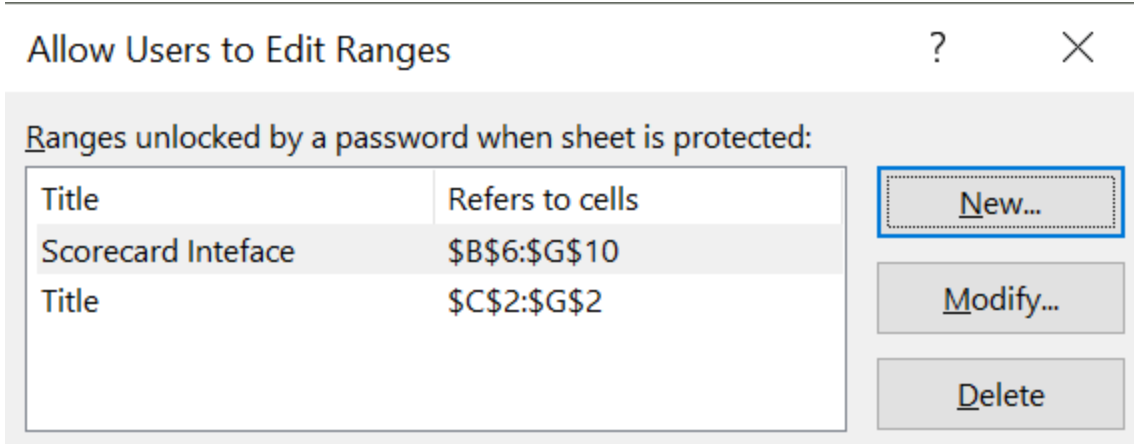 Allow Users to Edit Ranges ?
Ranges unlocked by a password when sheet is protected:
Title Refers to cells New...
Scorecard Inteface $B$6:$G$10
Title $C$2:$G$2 Modify...
Delete